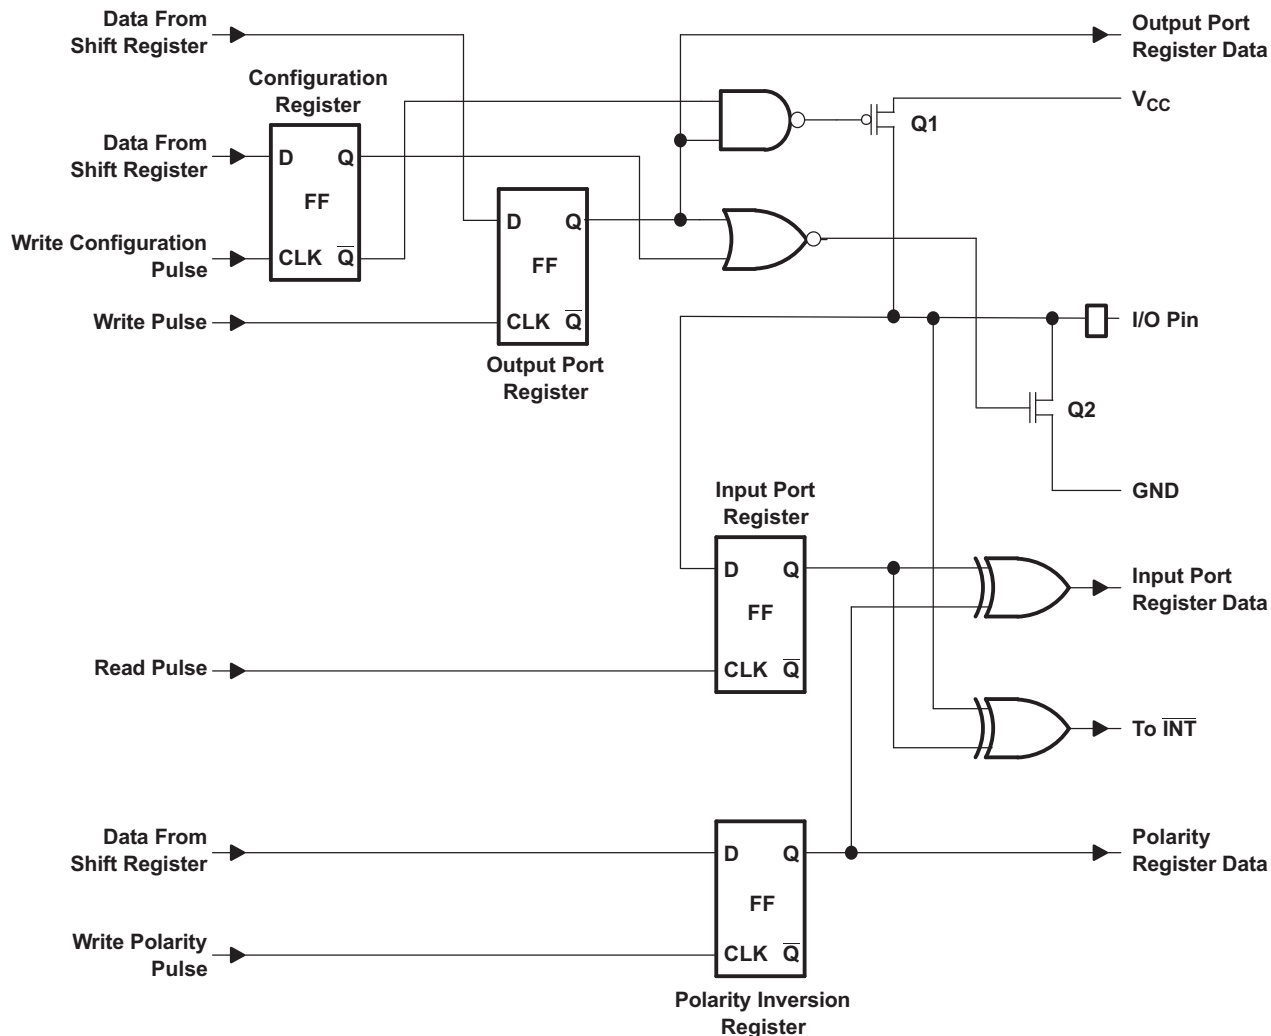 Data From
Shift Register
Output Port
Register Data
Configuration
Register
V_CC
Q1
Data From
Shift Register
D
Q
FF
D
Q
Write Configuration
Pulse
CLK
Q̅
FF
Write Pulse
CLK
Q̅
I/O Pin
Output Port
Register
Q2
GND
Input Port
Register
D
Q
Input Port
Register Data
FF
Read Pulse
CLK
Q̅
To I̅N̅T̅
Data From
Shift Register
D
Q
Polarity
Register Data
FF
Write Polarity
Pulse
CLK
Q̅
Polarity Inversion
Register